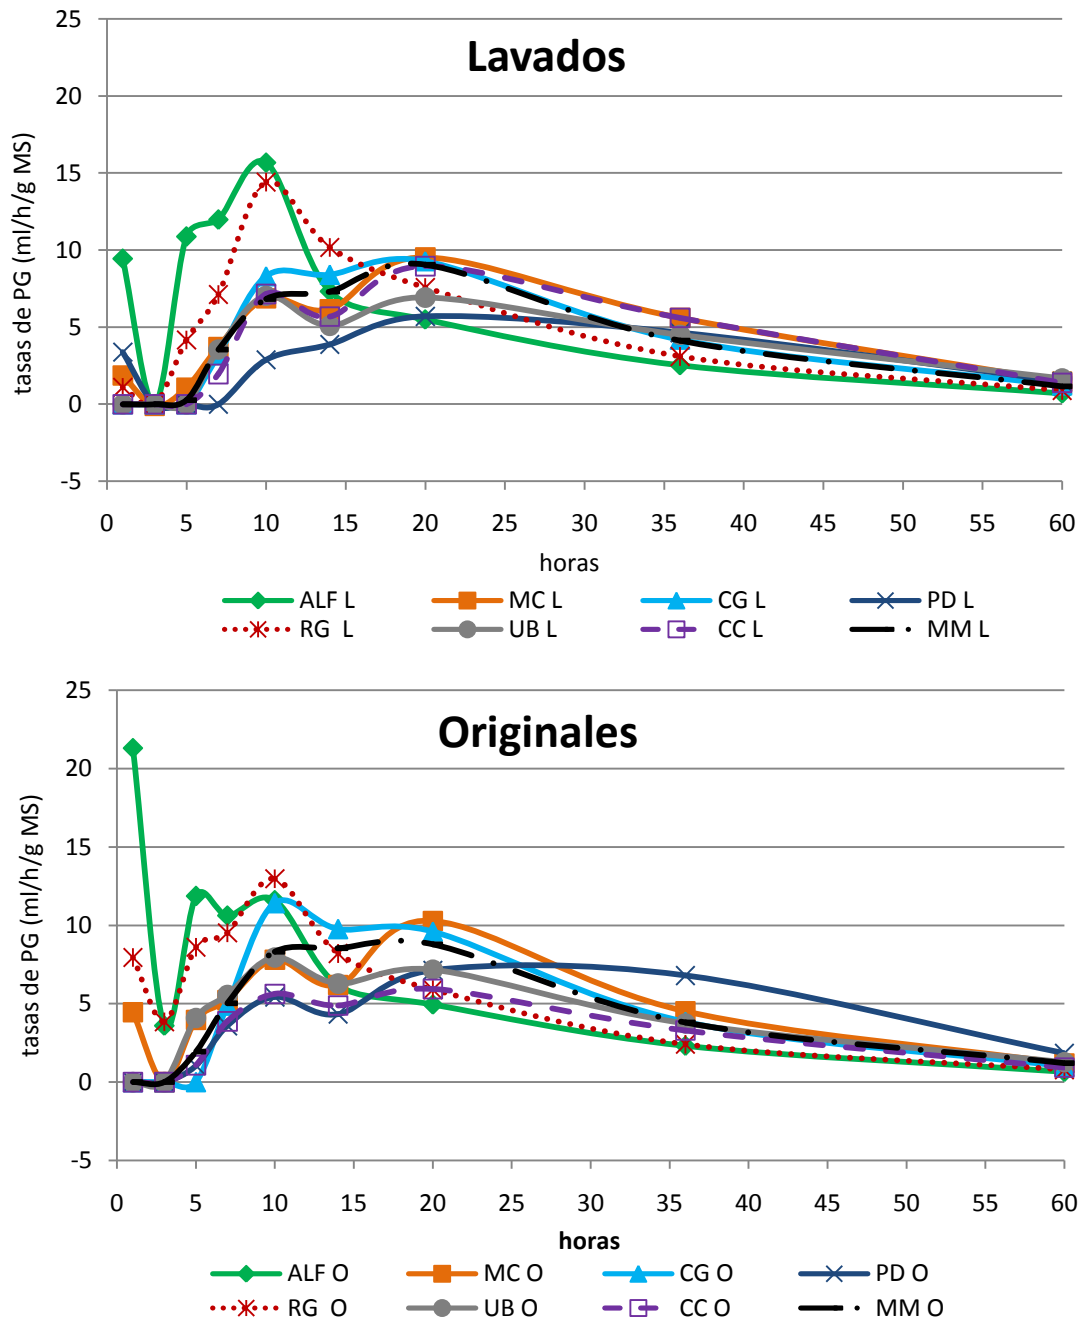 Lavados
25
20
15
10
5
0
-5
tasas de PG (ml/h/g MS)
0 5 10 15 20 25 30 35 40 45 50 55 60
horas
ALF L MC L CG L PD L
RG L UB L CC L MM L
Originales
25
20
15
10
5
0
-5
tasas de PG (ml/h/g MS)
0 5 10 15 20 25 30 35 40 45 50 55 60
horas
ALF O MC O CG O PD O
RG O UB O CC O MM O